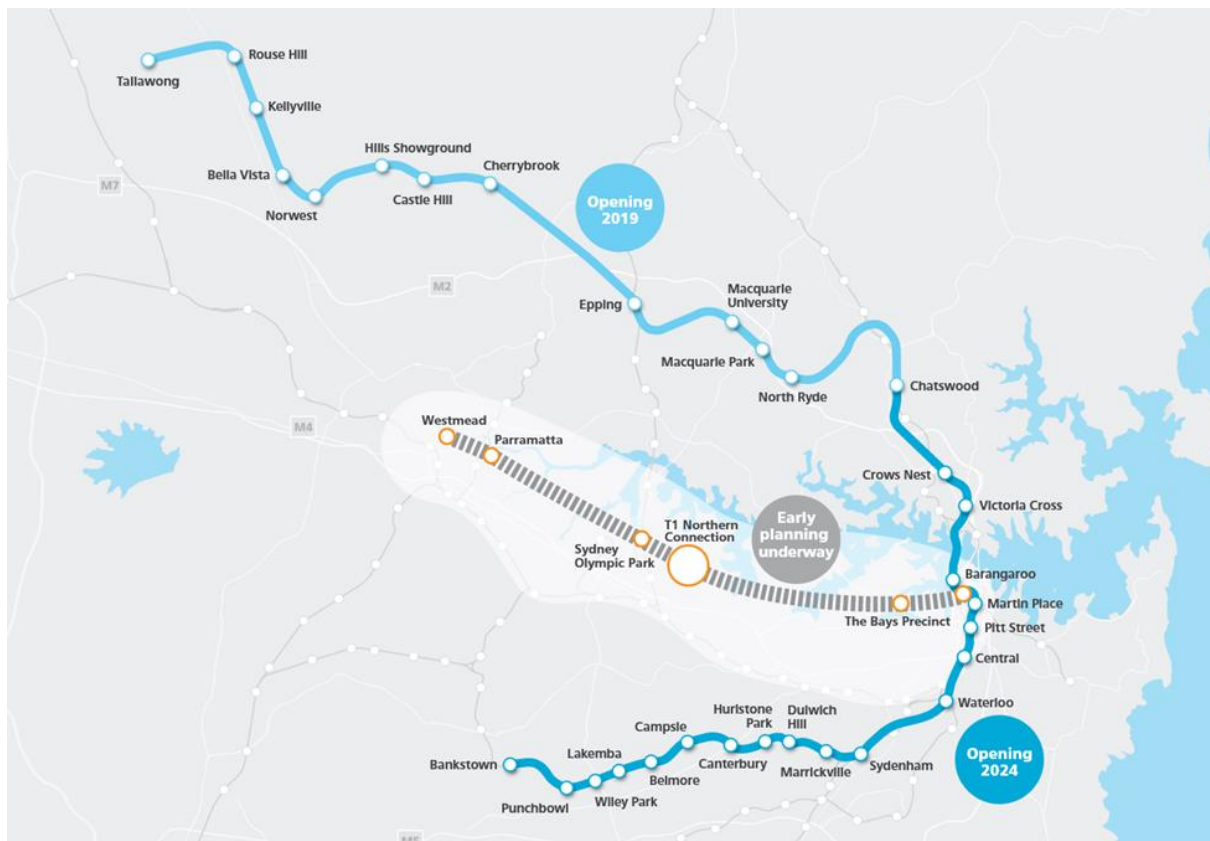 Rouse Hill
Tallawong
Kellyville
Hills Showground
Cherrybrook
Bella Vista
M7
Castle Hill
Norwest
Opening
2019
M2
Epping
Macquarie
University
Macquarie Park
North Ryde
Chatswood
Westmead
M4
Parramatta
Crows Nest
Victoria Cross
T1 Northern
Connection
Early
planning
underway
Sydney
Olympic Park
Barangaroo
Martin Place
The Bays Precinct
Pitt Street
Central
Waterloo
Hurlstone
Park
Dulwich
Hill
Campsie
Lakemba
Bankstown
Belmore
Canterbury
Marrickville
Sydenham
Opening
2024
Punchbowl
Wiley Park
M5